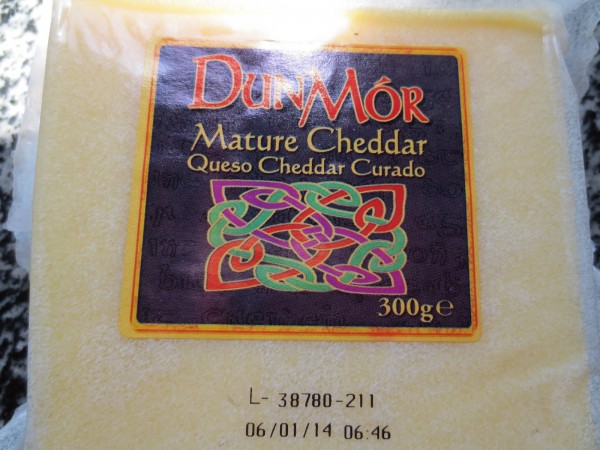 DUNMÓR
Mature Cheddar
Queso Cheddar Curado
300g℮
L- 38780-211
06/01/14 06:46